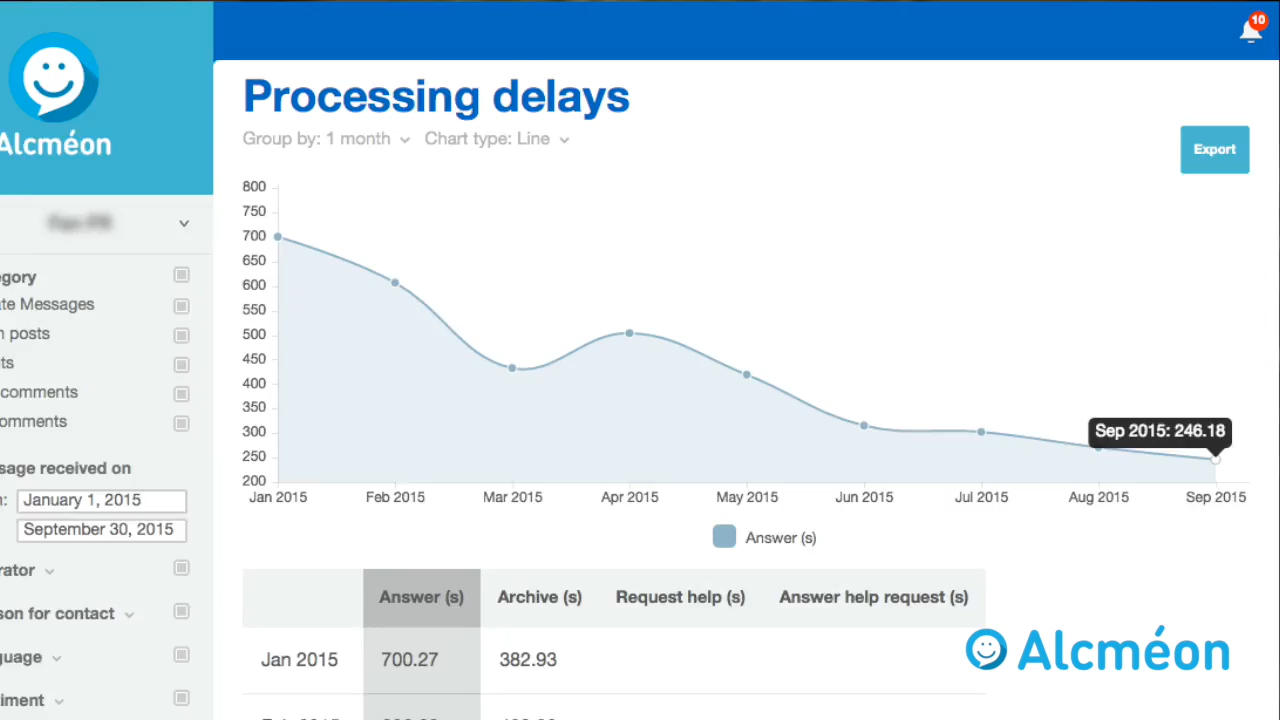 10
Alcméon
Processing delays
Group by: 1 month Chart type: Line
Export
800
750
700
650
600
550
500
450
400
350
300
250
200
Sep 2015: 246.18
Jan 2015 Feb 2015 Mar 2015 Apr 2015 May 2015 Jun 2015 Jul 2015 Aug 2015 Sep 2015
Answer (s)
egory
te Messages
n posts
ts
comments
omments
sage received on
n: January 1, 2015
September 30, 2015
rator
son for contact
guage
iment
Answer (s) Archive (s) Request help (s) Answer help request (s)
Jan 2015 700.27 382.93
Alcméon